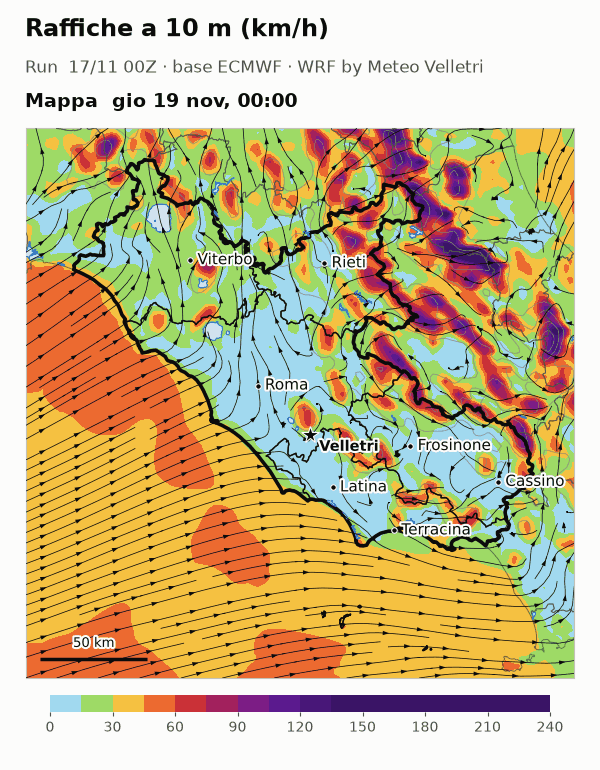 Raffiche a 10 m (km/h)
Run 17/11 00Z · base ECMWF · WRF by Meteo Velletri
Mappa gio 19 nov, 00:00
Viterbo
Rieti
Roma
Velletri
Frosinone
Cassino
Latina
Terracina
50 km
0 30 60 90 120 150 180 210 240